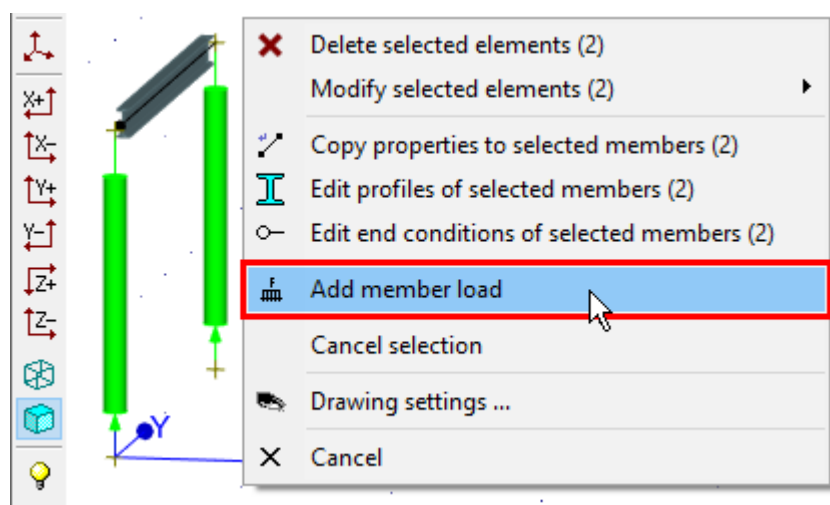 Delete selected elements (2)
Modify selected elements (2)
Copy properties to selected members (2)
Edit profiles of selected members (2)
Edit end conditions of selected members (2)
F
Add member load
Cancel selection
Drawing settings ...
Cancel
X+
X-
Y+
Y-
Z+
Z-
Y